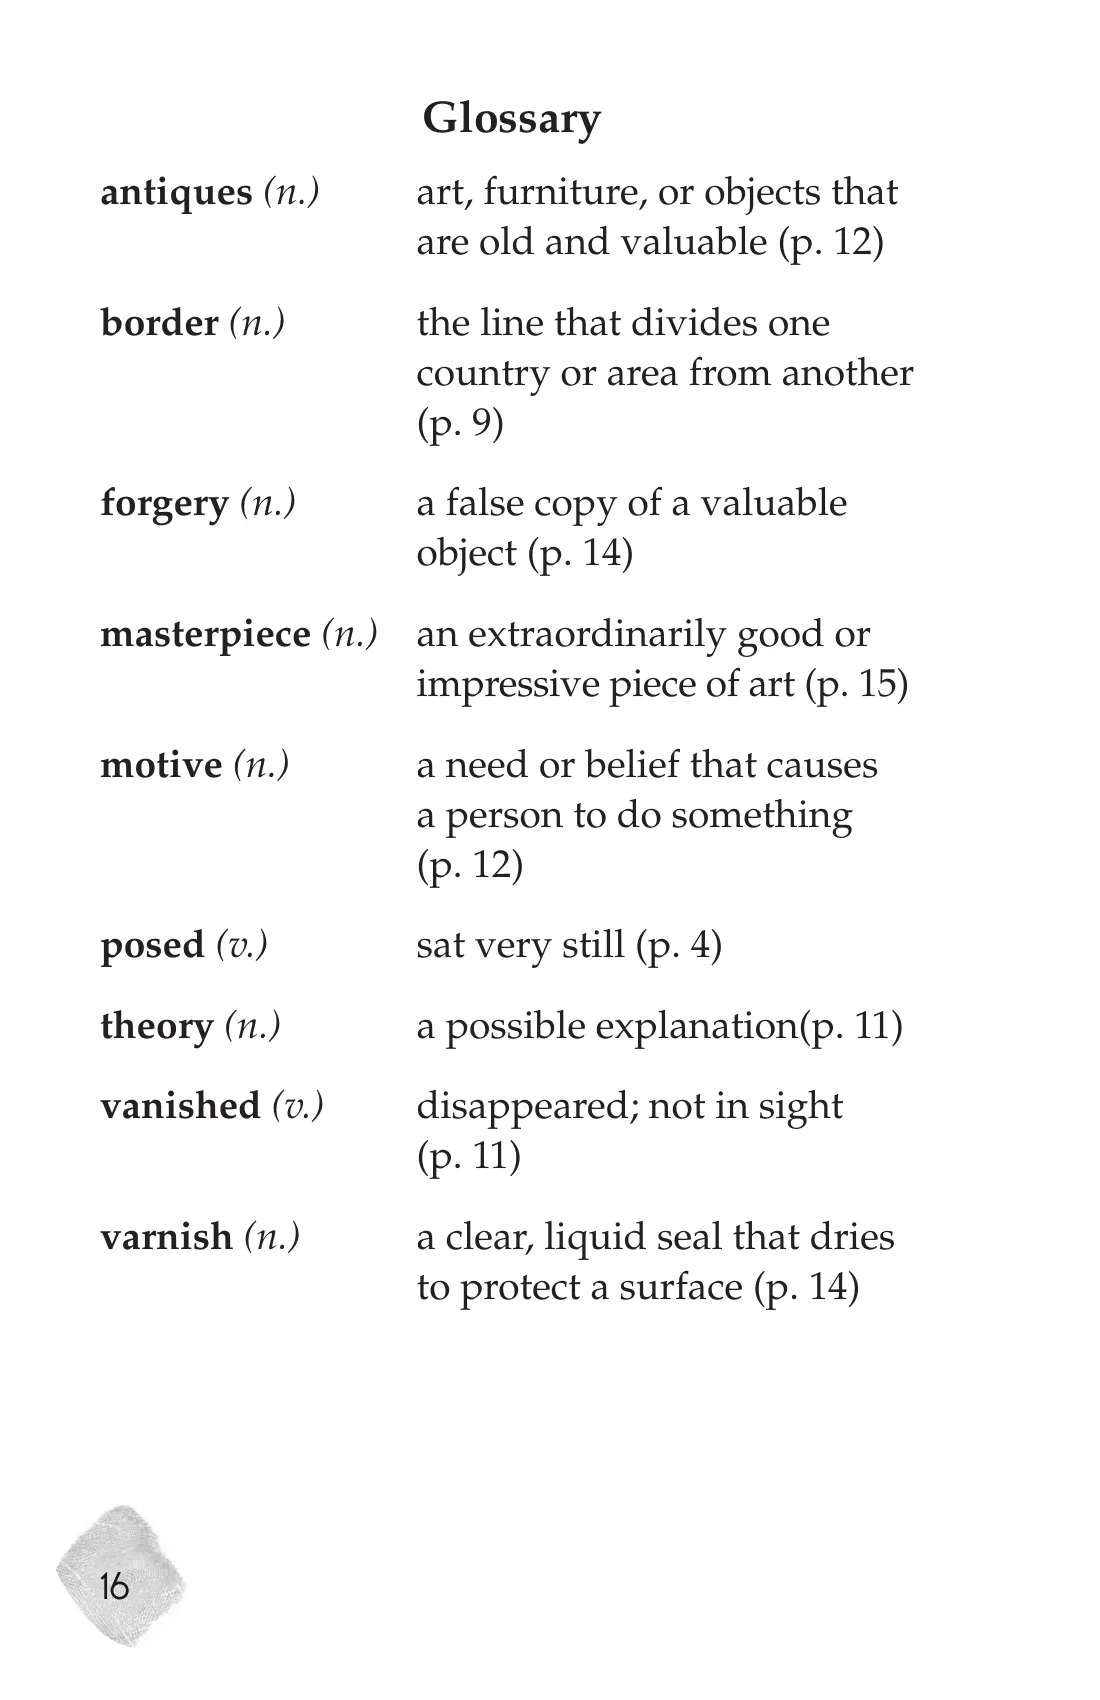 Glossary
antiques (n.) art, furniture, or objects that
are old and valuable (p. 12)
border (n.) the line that divides one
country or area from another
(p. 9)
forgery (n.) a false copy of a valuable
object (p. 14)
masterpiece (n.) an extraordinarily good or
impressive piece of art (p. 15)
motive (n.) a need or belief that causes
a person to do something
(p. 12)
posed (v.) sat very still (p. 4)
theory (n.) a possible explanation(p. 11)
vanished (v.) disappeared; not in sight
(p. 11)
varnish (n.) a clear, liquid seal that dries
to protect a surface (p. 14)
16